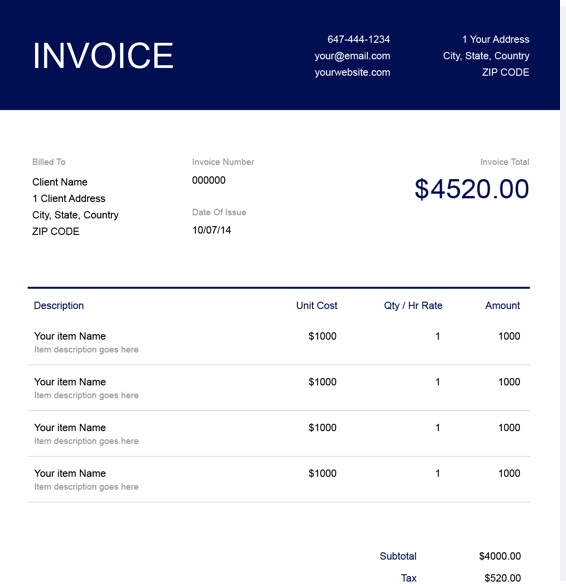 INVOICE
647-444-1234
your@email.com
yourwebsite.com
1 Your Address
City, State, Country
ZIP CODE
Billed To
Client Name
1 Client Address
City, State, Country
ZIP CODE
Invoice Number
000000
Date Of Issue
10/07/14
Invoice Total
$4520.00
Description Unit Cost Qty / Hr Rate Amount
Your item Name $1000 1 1000
Item description goes here
Your item Name $1000 1 1000
Item description goes here
Your item Name $1000 1 1000
Item description goes here
Your item Name $1000 1 1000
Item description goes here
Subtotal $4000.00
Tax $520.00